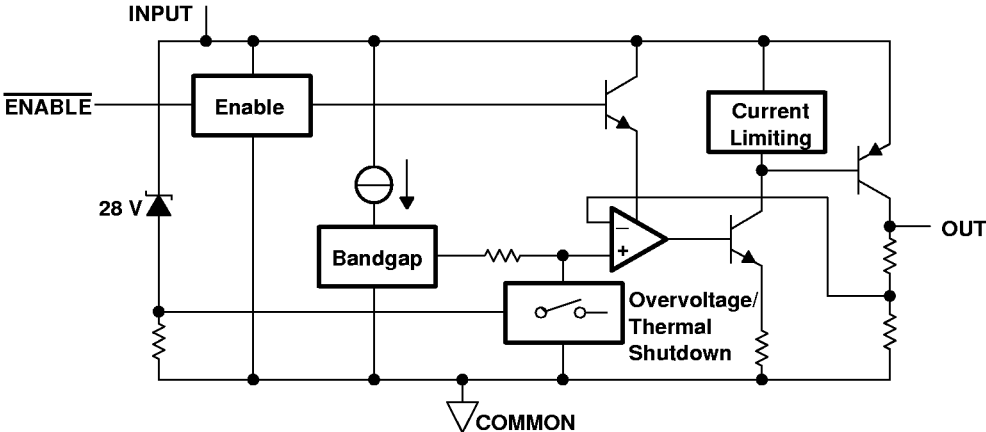 INPUT
ENABLE
Enable
Current
Limiting
28 V
Bandgap
−
+
OUT
Overvoltage/
Thermal
Shutdown
COMMON